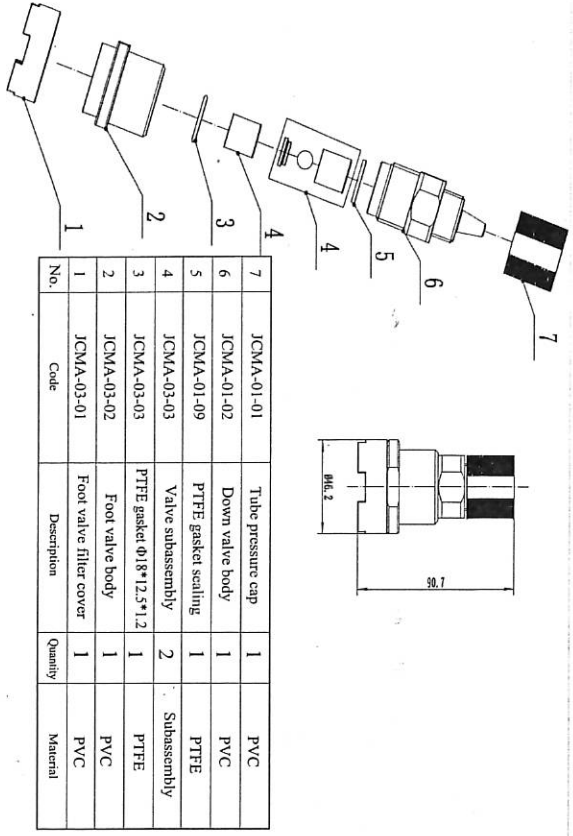 1
2
3
4
4
5
6
7
Ø46.2
90.7
7 JCMA-01-01 Tube pressure cap 1 PVC
6 JCMA-01-02 Down valve body 1 PVC
5 JCMA-01-09 PTFE gasket sealing 1 PTFE
4 JCMA-03-03 Valve subassembly 2 Subassembly
3 JCMA-03-03 PTFE gasket Φ18*12.5*1.2 1 PTFE
2 JCMA-03-02 Foot valve body 1 PVC
1 JCMA-03-01 Foot valve filter cover 1 PVC
No. Code Description Quantity Material